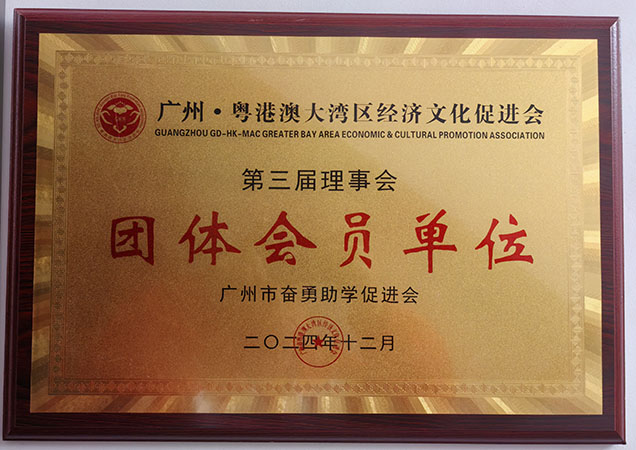 广州·粤港澳大湾区经济文化促进会
GUANGZHOU GD-HK-MAC GREATER BAY AREA ECONOMIC & CULTURAL PROMOTION ASSOCIATION
第三届理事会
团体会员单位
广州市奋勇助学促进会
二〇二四年十二月